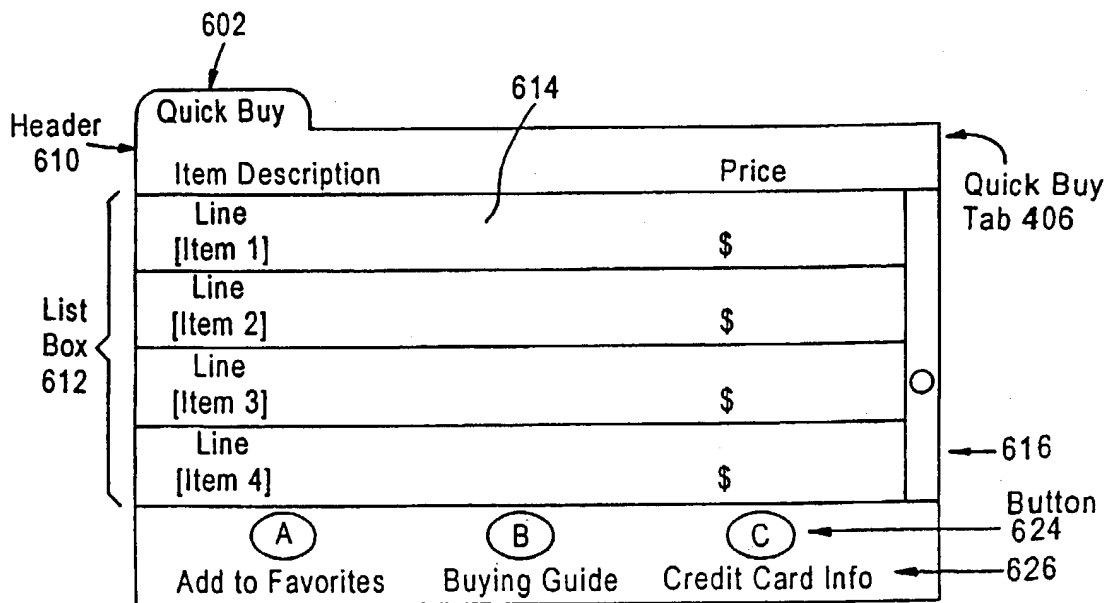 602
Quick Buy
614
Header
610
Item Description
Price
Quick Buy
Tab 406
Line
[Item 1]
$
Line
[Item 2]
$
List
Box
612
Line
[Item 3]
$
Line
[Item 4]
$
616
Button
624
A
B
C
Add to Favorites
Buying Guide
Credit Card Info
626